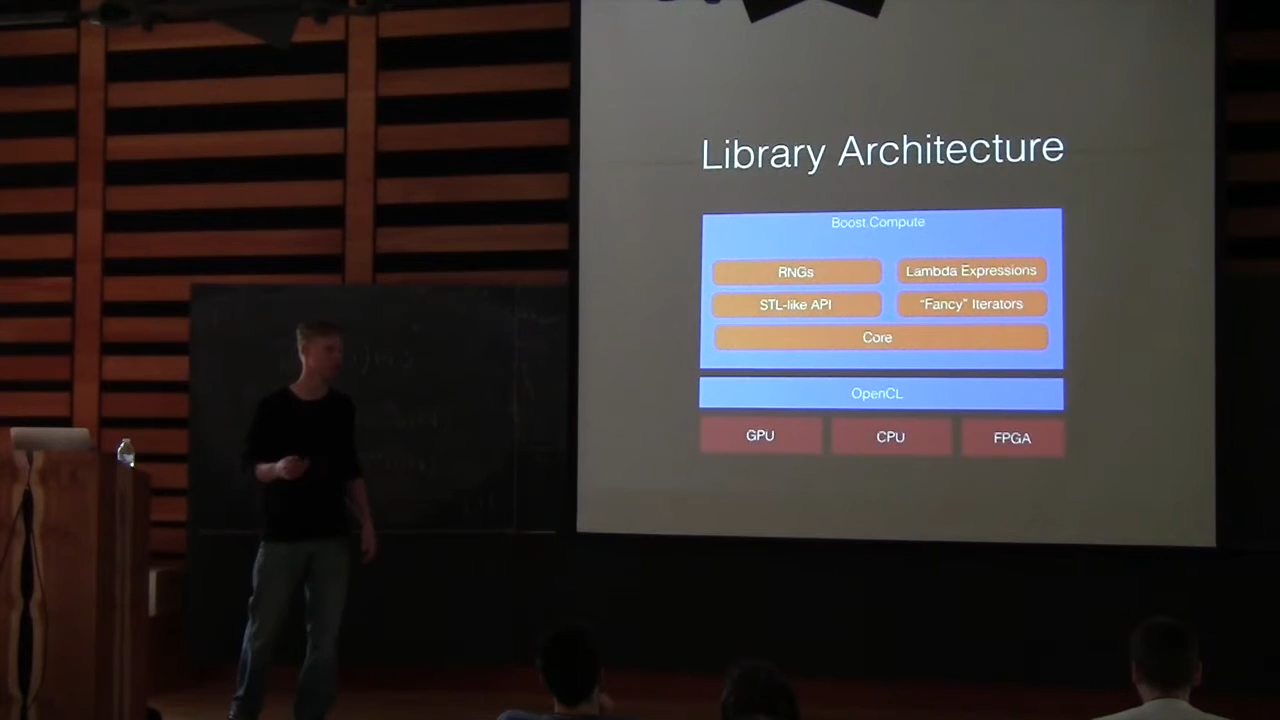 Library Architecture
Boost.Compute
RNGs
Lambda Expressions
STL-like API
“Fancy” Iterators
Core
OpenCL
GPU
CPU
FPGA